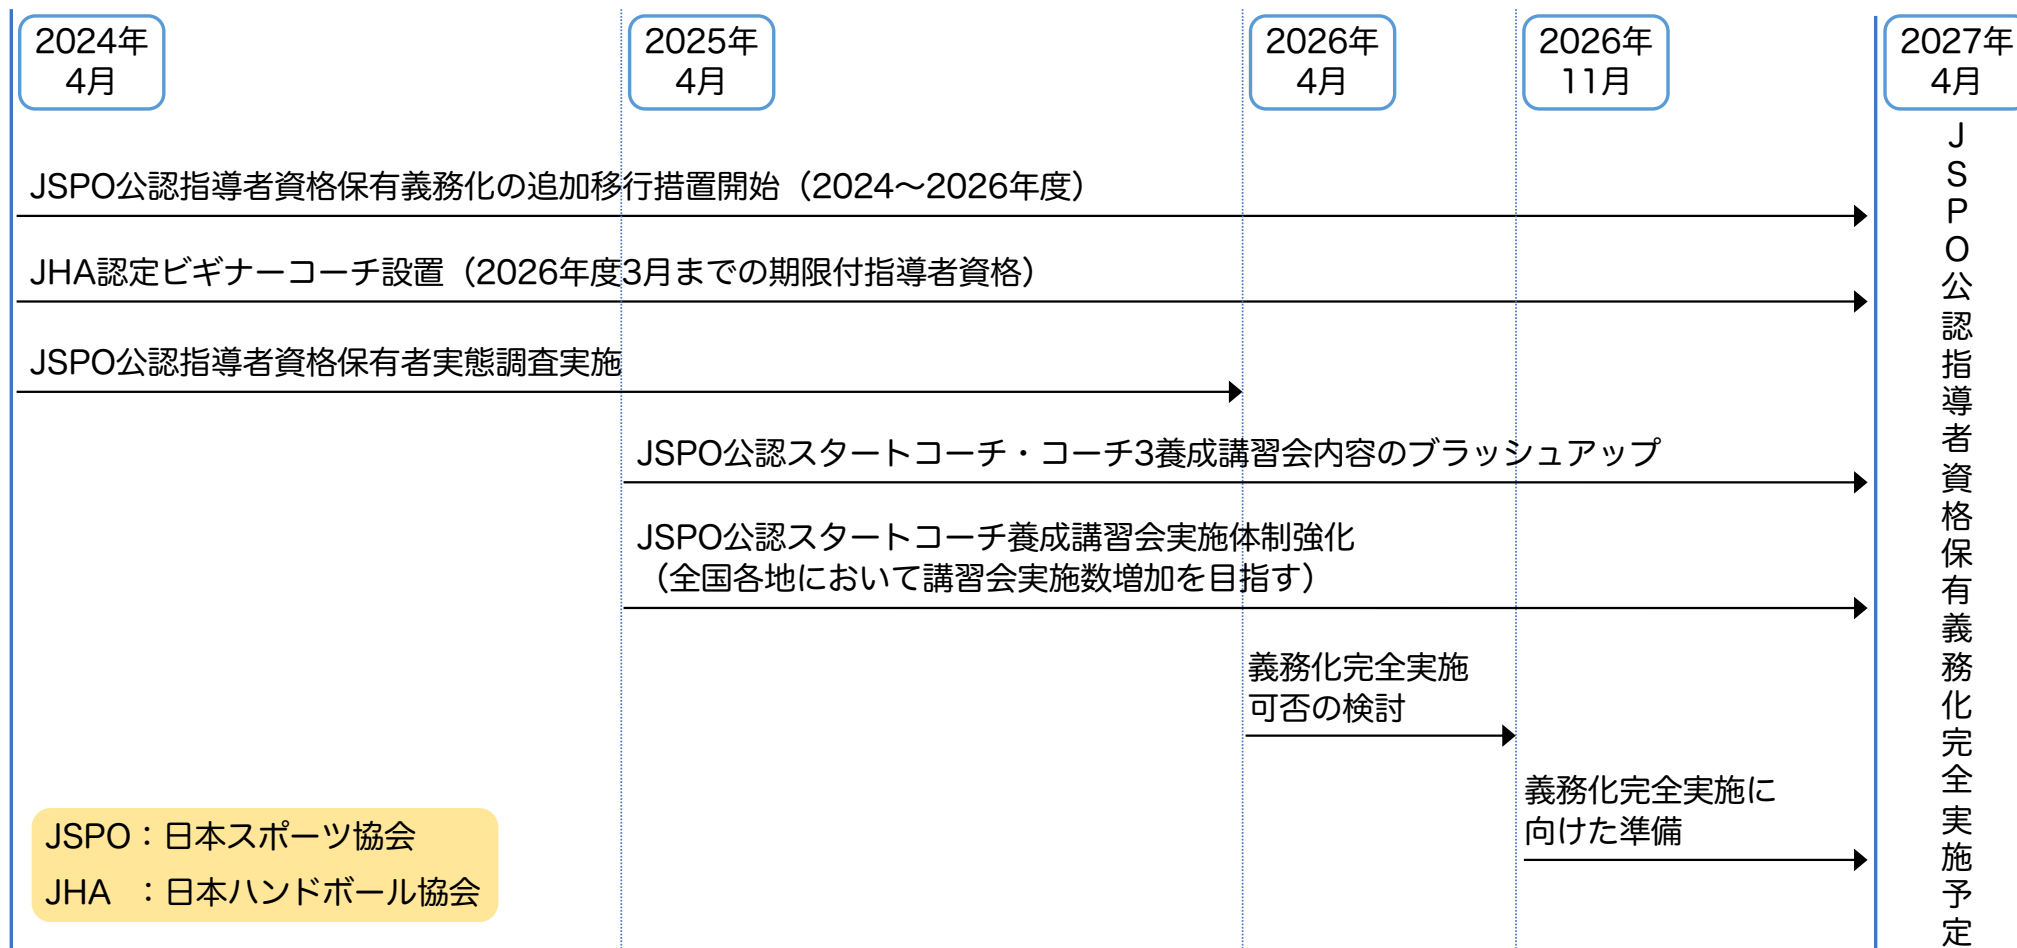 2024年
4月
2025年
4月
2026年
4月
2026年
11月
2027年
4月
JSPO公認指導者資格保有義務化の追加移行措置開始（2024～2026年度）
JHA認定ビギナーコーチ設置（2026年度3月までの期限付指導者資格）
JSPO公認指導者資格保有者実態調査実施
JSPO公認スタートコーチ・コーチ3養成講習会内容のブラッシュアップ
JSPO公認スタートコーチ養成講習会実施体制強化
（全国各地において講習会実施数増加を目指す）
義務化完全実施
可否の検討
義務化完全実施に
向けた準備
JSPO公認指導者資格保有義務化完全実施予定
JSPO：日本スポーツ協会
JHA ：日本ハンドボール協会